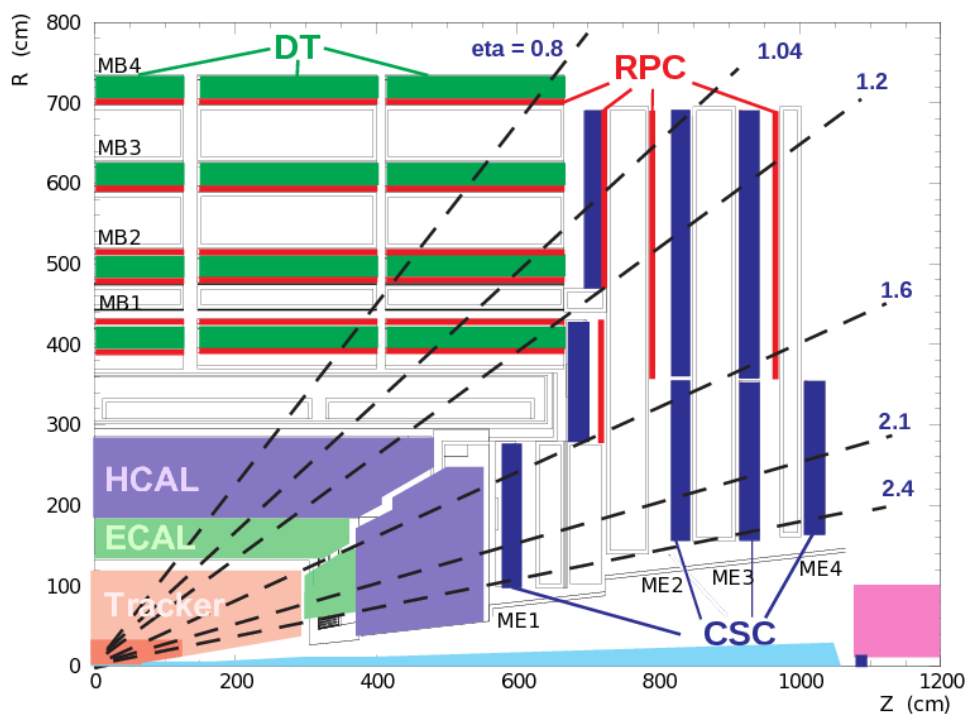 800
R (cm)
700
600
500
400
300
200
100
0
MB4
MB3
MB2
MB1
DT
eta = 0.8
RPC
1.04
1.2
1.6
2.1
2.4
HCAL
ECAL
Tracker
ME1
ME2
ME3
ME4
CSC
0
200
400
600
800
1000
1200
Z (cm)